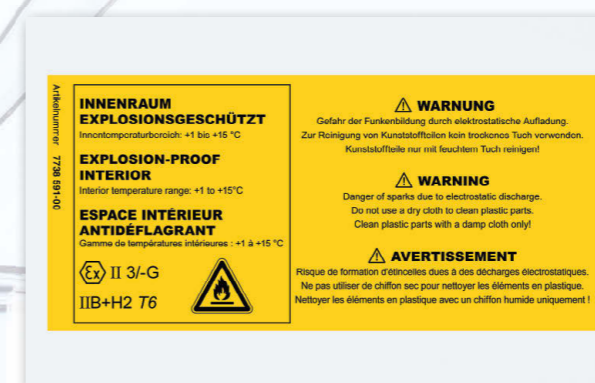 Artikelnummer 7738 591-00
INNENRAUM
EXPLOSIONSGESCHÜTZT
Innentemperaturbereich: +1 bis +15 °C
EXPLOSION-PROOF
INTERIOR
Interior temperature range: +1 to +15°C
ESPACE INTÉRIEUR
ANTIDÉFLAGRANT
Gamme de températures intérieures : +1 à +15 °C
Ex II 3/-G
IIB+H2 T6
WARNUNG
Gefahr der Funkenbildung durch elektrostatische Aufladung.
Zur Reinigung von Kunststoffteilen kein trockenes Tuch verwenden.
Kunststoffteile nur mit feuchtem Tuch reinigen!
WARNING
Danger of sparks due to electrostatic discharge.
Do not use a dry cloth to clean plastic parts.
Clean plastic parts with a damp cloth only!
AVERTISSEMENT
Risque de formation d'étincelles dues à des décharges électrostatiques.
Ne pas utiliser de chiffon sec pour nettoyer les éléments en plastique.
Nettoyer les éléments en plastique avec un chiffon humide uniquement !